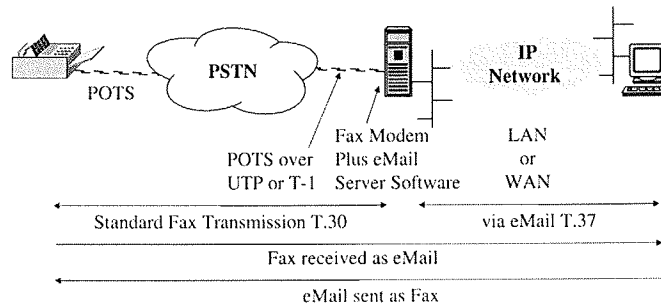 PSTN
IP
Network
POTS
POTS over
UTP or T-1
Fax Modem
Plus eMail
Server Software
LAN
or
WAN
Standard Fax Transmission T.30
via eMail T.37
Fax received as eMail
eMail sent as Fax